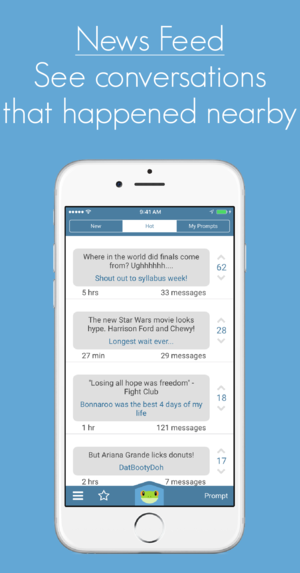 News Feed
See conversations
that happened nearby
9:41 AM
New Hot My Prompts
Where in the world did finals come
from? Ughhhhhh....
62
Shout out to syllabus week!
5 hrs 33 messages
The new Star Wars movie looks
hype. Harrison Ford and Chewy!
28
Longest wait ever...
27 min 29 messages
"Losing all hope was freedom" -
Fight Club
18
Bonnaroo was the best 4 days of my
life
1 hr 121 messages
But Ariana Grande licks donuts!
17
DatBootyDoh
2 hrs 7 messages
Prompt